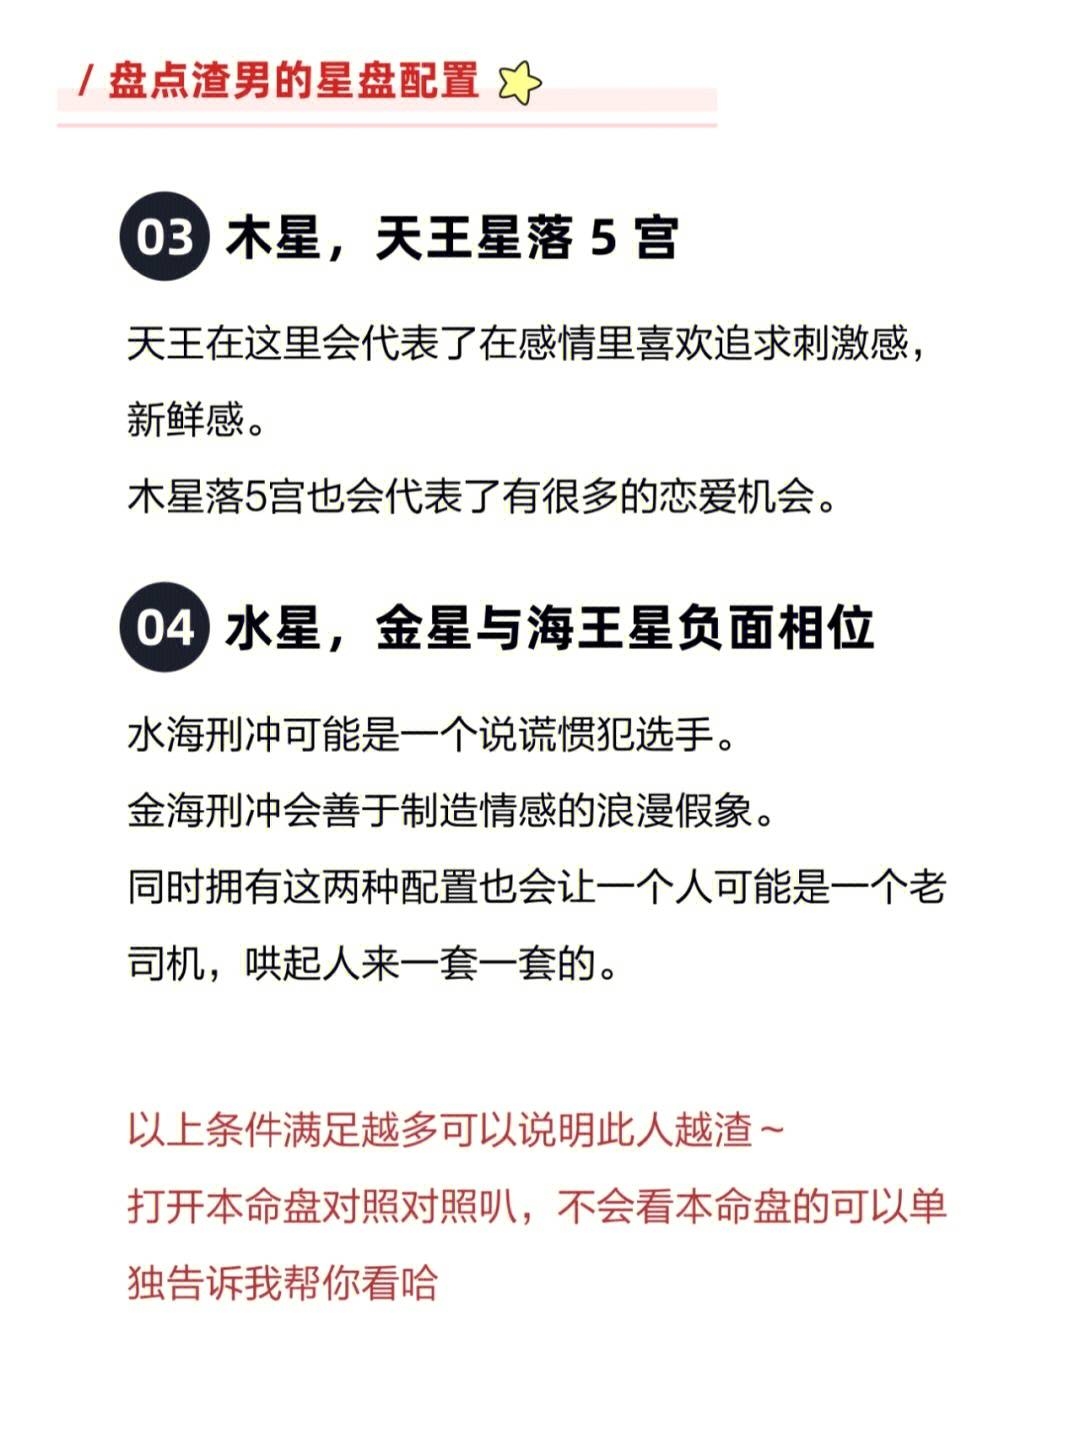 / 盘点渣男的星盘配置
03 木星，天王星落 5 宫
天王在这里会代表了在感情里喜欢追求刺激感，
新鲜感。
木星落5宫也会代表了有很多的恋爱机会。
04 水星，金星与海王星负面相位
水海刑冲可能是一个说谎惯犯选手。
金海刑冲会善于制造情感的浪漫假象。
同时拥有这两种配置也会让一个人可能是一个老
司机，哄起人来一套一套的。
以上条件满足越多可以说明此人越渣～
打开本命盘对照对照叭，不会看本命盘的可以单
独告诉我帮你看哈